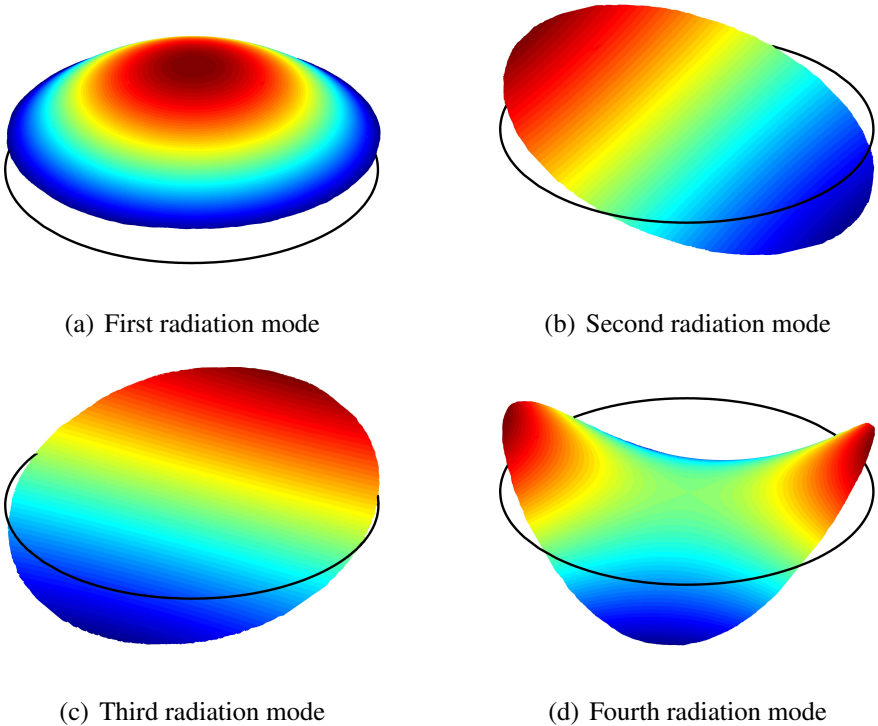 (a) First radiation mode
(b) Second radiation mode
(c) Third radiation mode
(d) Fourth radiation mode